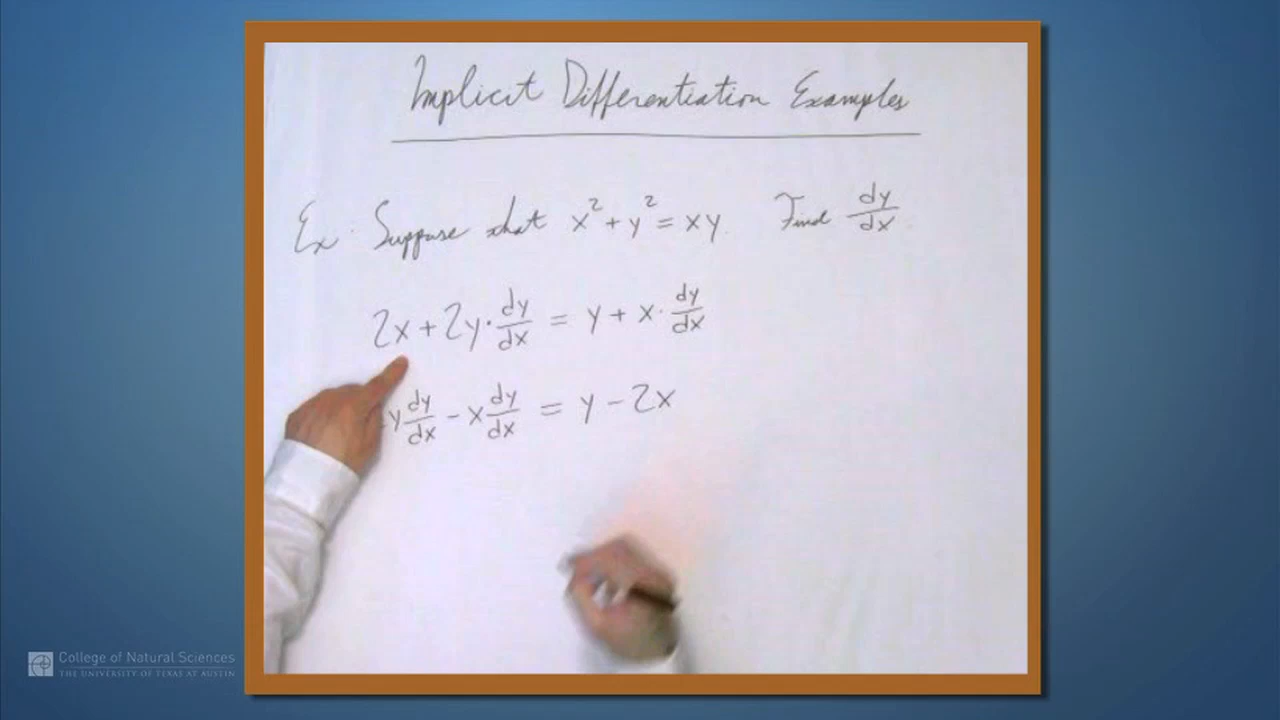 Implicit Differentiation Examples
Ex. Suppose that x² + y² = xy. Find dy/dx.
2x + 2y · dy/dx = y + x · dy/dx
y dy/dx - x dy/dx = y - 2x
College of Natural Sciences
THE UNIVERSITY OF TEXAS AT AUSTIN